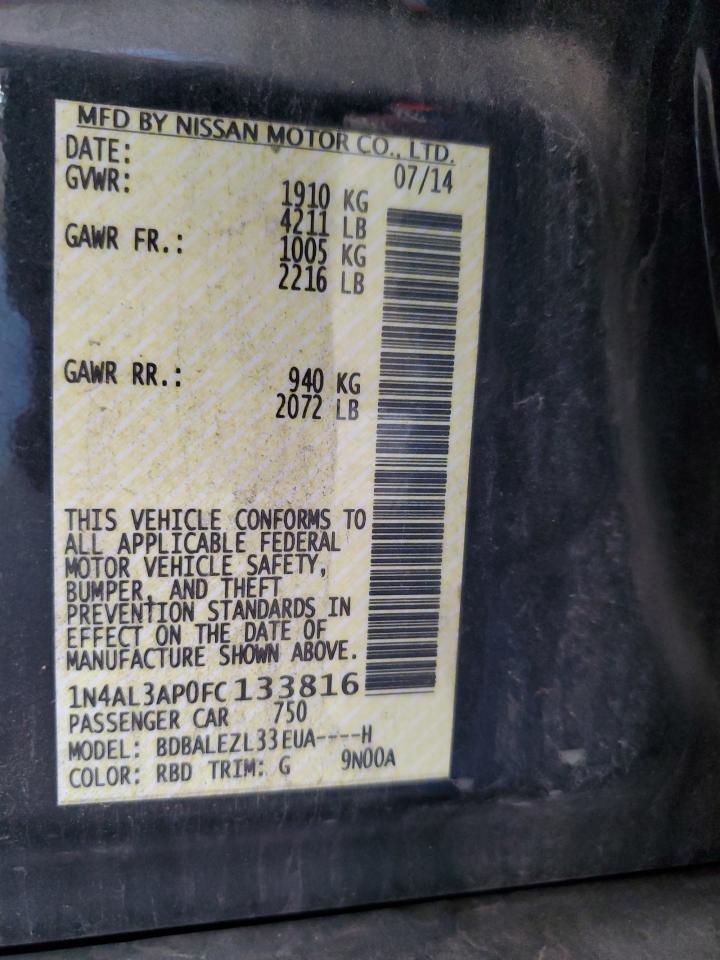 MFD BY NISSAN MOTOR CO., LTD.
DATE: 07/14
GVWR: 1910 KG
4211 LB
GAWR FR.: 1005 KG
2216 LB
GAWR RR.: 940 KG
2072 LB
THIS VEHICLE CONFORMS TO
ALL APPLICABLE FEDERAL
MOTOR VEHICLE SAFETY,
BUMPER, AND THEFT
PREVENTION STANDARDS IN
EFFECT ON THE DATE OF
MANUFACTURE SHOWN ABOVE.
1N4AL3AP0FC133816
PASSENGER CAR 750
MODEL: BDBALEZL33EUA----H
COLOR: RBD TRIM: G 9N00A